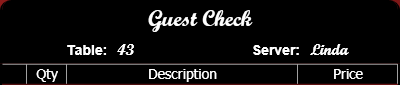 Guest Check
Table: 43 Server: Linda
Qty Description Price